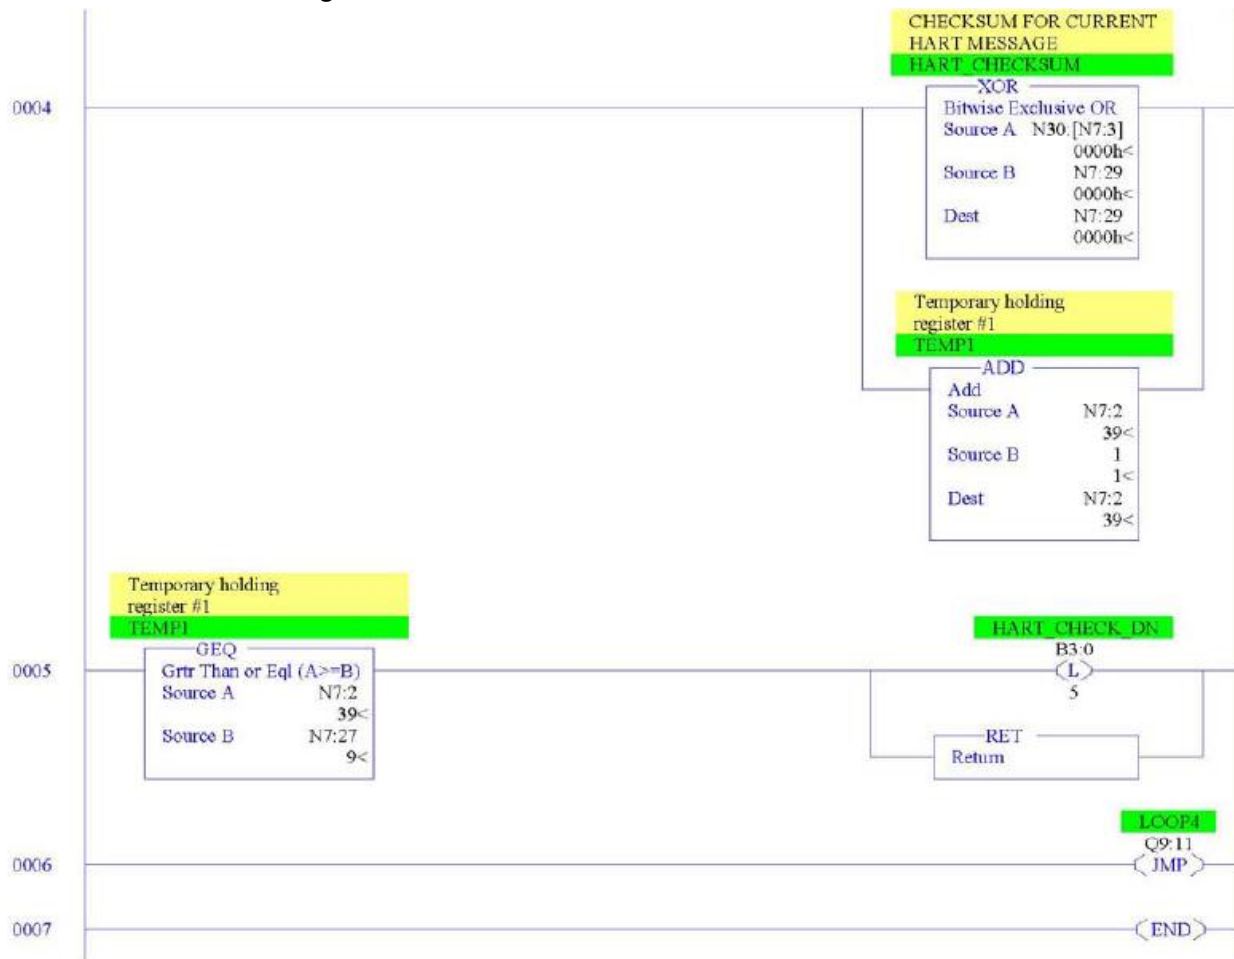 CHECKSUM FOR CURRENT
HART MESSAGE
HART_CHECKSUM
XOR
0004
Bitwise Exclusive OR
Source A N30:[N7:3]
0000h<
Source B N7:29
0000h<
Dest N7:29
0000h<
Temporary holding
register #1
TEMP1
ADD
Add
Source A N7:2
39<
Source B 1
1<
Dest N7:2
39<
Temporary holding
register #1
TEMP1
GEQ
0005
Grtr Than or Eql (A>=B)
Source A N7:2
39<
Source B N7:27
9<
HART_CHECK_DN
B3:0
L
5
RET
Return
LOOP4
Q9:11
0006
JMP
0007
END